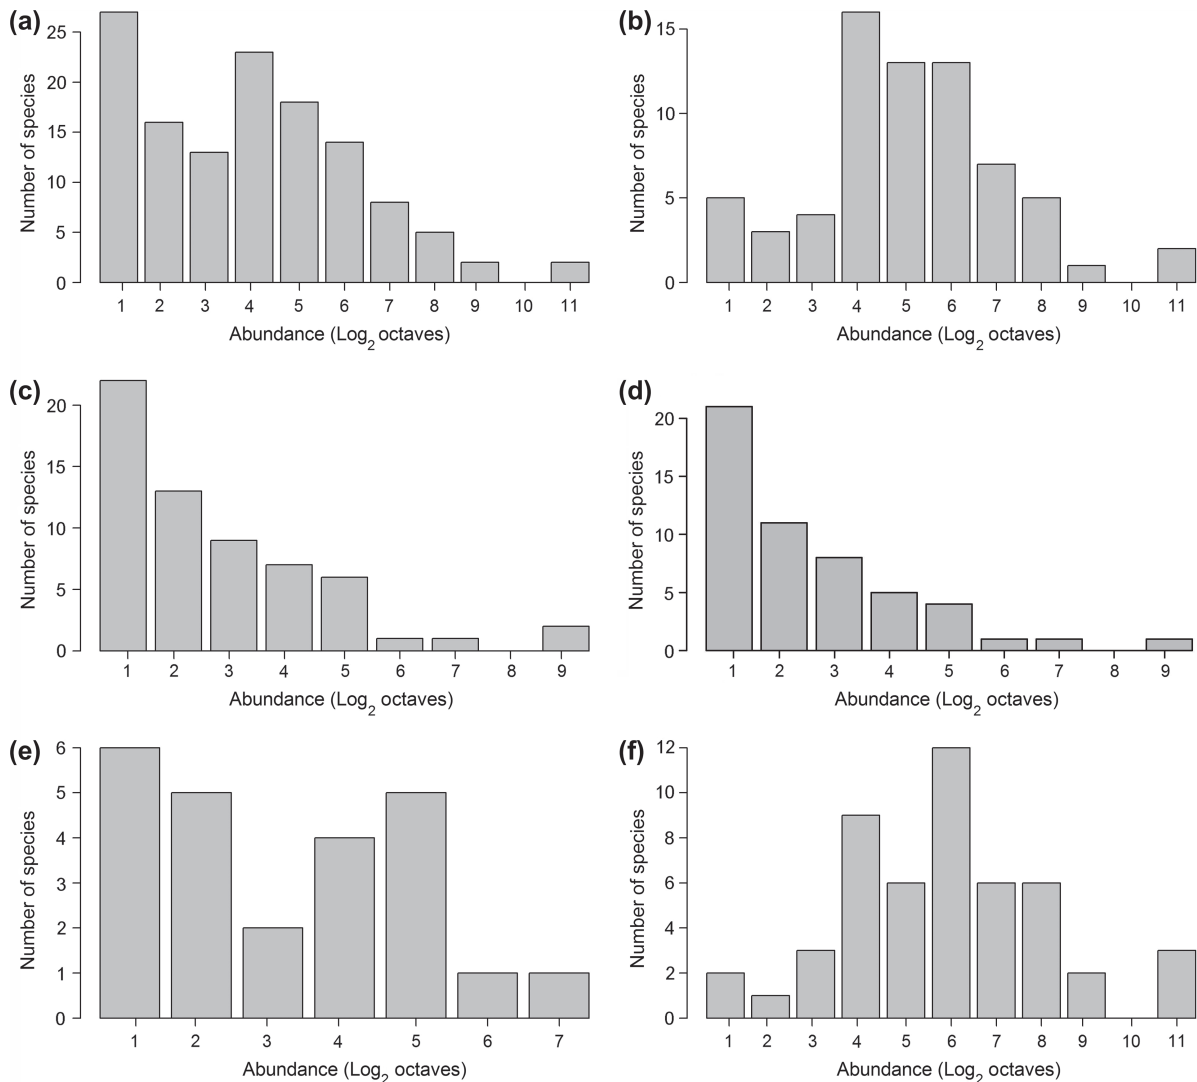 (a)
Number of species
25
20
15
10
5
0
1 2 3 4 5 6 7 8 9 10 11
Abundance (Log2 octaves)
(b)
Number of species
15
10
5
0
1 2 3 4 5 6 7 8 9 10 11
Abundance (Log2 octaves)
(c)
Number of species
20
15
10
5
0
1 2 3 4 5 6 7 8 9
Abundance (Log2 octaves)
(d)
Number of species
20
15
10
5
0
1 2 3 4 5 6 7 8 9
Abundance (Log2 octaves)
(e)
Number of species
6
5
4
3
2
1
0
1 2 3 4 5 6 7
Abundance (Log2 octaves)
(f)
Number of species
12
10
8
6
4
2
0
1 2 3 4 5 6 7 8 9 10 11
Abundance (Log2 octaves)